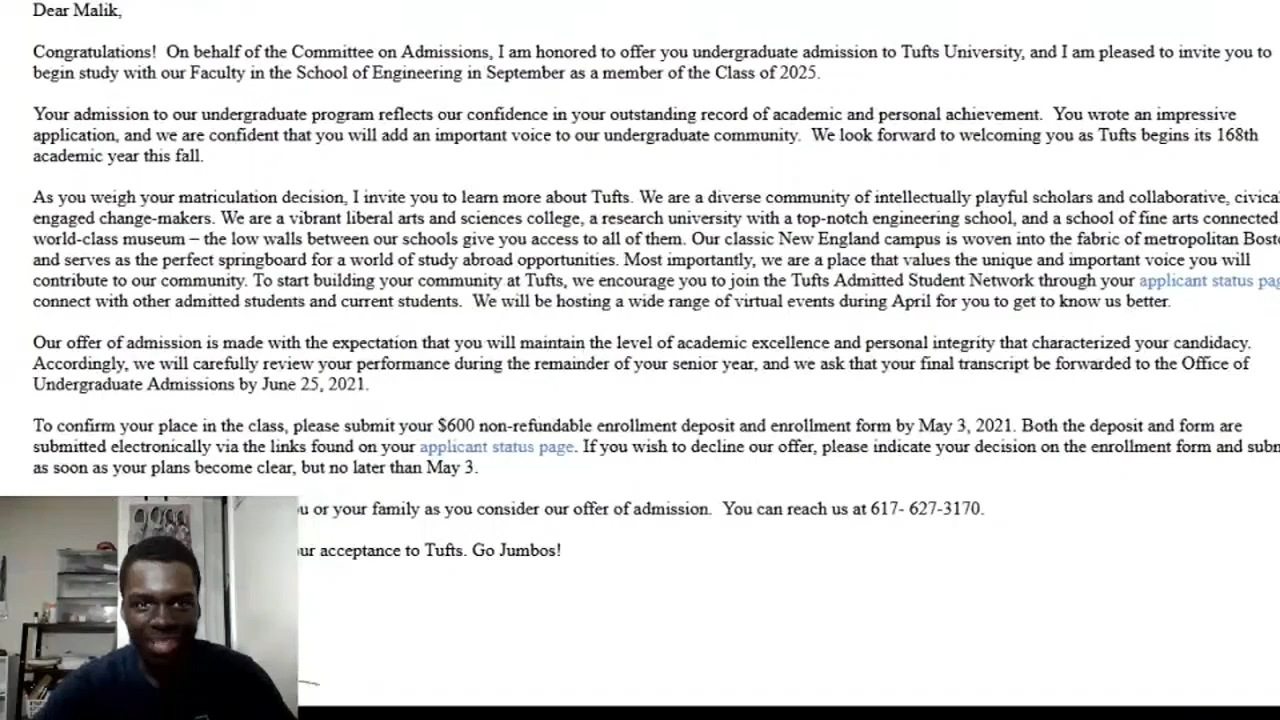 Dear Malik,
Congratulations!  On behalf of the Committee on Admissions, I am honored to offer you undergraduate admission to Tufts University, and I am pleased to invite you to
begin study with our Faculty in the School of Engineering in September as a member of the Class of 2025.
Your admission to our undergraduate program reflects our confidence in your outstanding record of academic and personal achievement.  You wrote an impressive
application, and we are confident that you will add an important voice to our undergraduate community.  We look forward to welcoming you as Tufts begins its 168th
academic year this fall.
As you weigh your matriculation decision, I invite you to learn more about Tufts. We are a diverse community of intellectually playful scholars and collaborative, civica
engaged change-makers. We are a vibrant liberal arts and sciences college, a research university with a top-notch engineering school, and a school of fine arts connected
world-class museum – the low walls between our schools give you access to all of them. Our classic New England campus is woven into the fabric of metropolitan Bost
and serves as the perfect springboard for a world of study abroad opportunities. Most importantly, we are a place that values the unique and important voice you will
contribute to our community. To start building your community at Tufts, we encourage you to join the Tufts Admitted Student Network through your applicant status pag
connect with other admitted students and current students.  We will be hosting a wide range of virtual events during April for you to get to know us better.
Our offer of admission is made with the expectation that you will maintain the level of academic excellence and personal integrity that characterized your candidacy.
Accordingly, we will carefully review your performance during the remainder of your senior year, and we ask that your final transcript be forwarded to the Office of
Undergraduate Admissions by June 25, 2021.
To confirm your place in the class, please submit your $600 non-refundable enrollment deposit and enrollment form by May 3, 2021. Both the deposit and form are
submitted electronically via the links found on your applicant status page. If you wish to decline our offer, please indicate your decision on the enrollment form and subm
as soon as your plans become clear, but no later than May 3.
u or your family as you consider our offer of admission.  You can reach us at 617- 627-3170.
ur acceptance to Tufts. Go Jumbos!